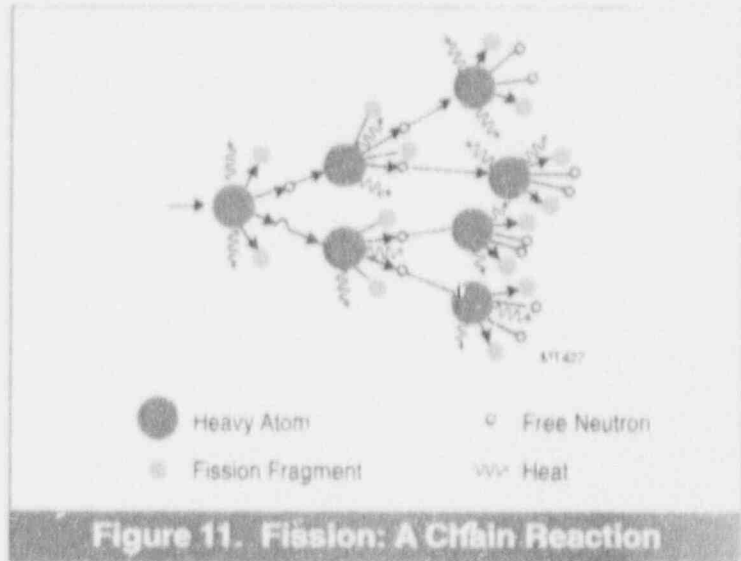 Heavy Atom
Free Neutron
Fission Fragment
Heat
Figure 11. Fission: A Chain Reaction